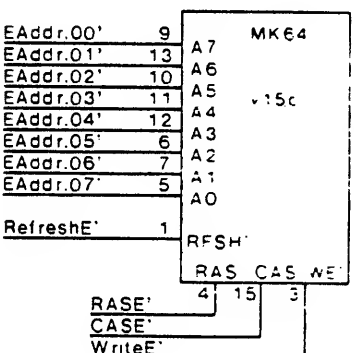 EAddr.00' 9 A7 MK64
EAddr.01' 13 A6
EAddr.02' 10 A5
EAddr.03' 11 A4
EAddr.04' 12 A3
EAddr.05' 6 A2
EAddr.06' 7 A1
EAddr.07' 5 A0
RefreshE' 1 RFSH'
RAS CAS WE'
4 15 3
RASE'
CASE'
WriteE'